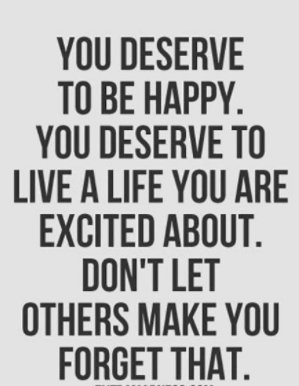 YOU DESERVE
TO BE HAPPY.
YOU DESERVE TO
LIVE A LIFE YOU ARE
EXCITED ABOUT.
DON'T LET
OTHERS MAKE YOU
FORGET THAT.